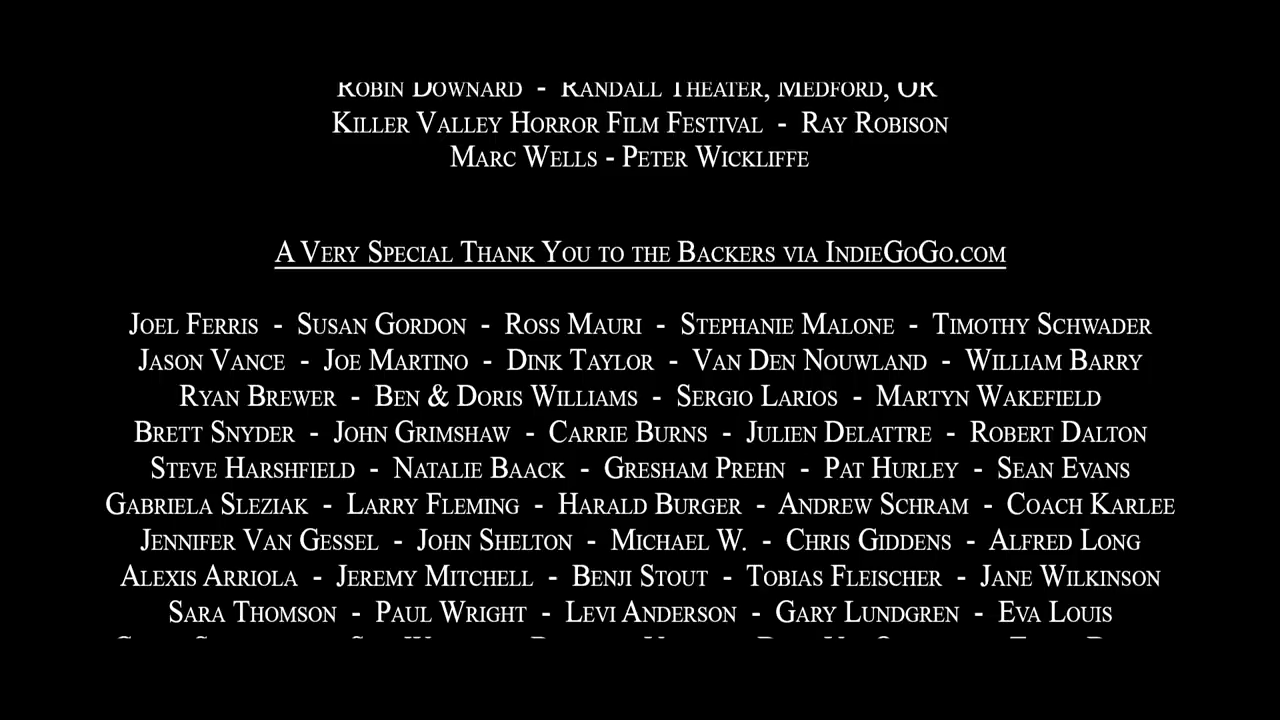 Robin Downard - Randall Theater, Medford, OR
Killer Valley Horror Film Festival - Ray Robison
Marc Wells - Peter Wickliffe
A Very Special Thank You to the Backers via IndieGoGo.com
Joel Ferris - Susan Gordon - Ross Mauri - Stephanie Malone - Timothy Schwader
Jason Vance - Joe Martino - Dink Taylor - Van Den Nouwland - William Barry
Ryan Brewer - Ben & Doris Williams - Sergio Larios - Martyn Wakefield
Brett Snyder - John Grimshaw - Carrie Burns - Julien Delattre - Robert Dalton
Steve Harshfield - Natalie Baack - Gresham Prehn - Pat Hurley - Sean Evans
Gabriela Sleziak - Larry Fleming - Harald Burger - Andrew Schram - Coach Karlee
Jennifer Van Gessel - John Shelton - Michael W. - Chris Giddens - Alfred Long
Alexis Arriola - Jeremy Mitchell - Benji Stout - Tobias Fleischer - Jane Wilkinson
Sara Thomson - Paul Wright - Levi Anderson - Gary Lundgren - Eva Louis